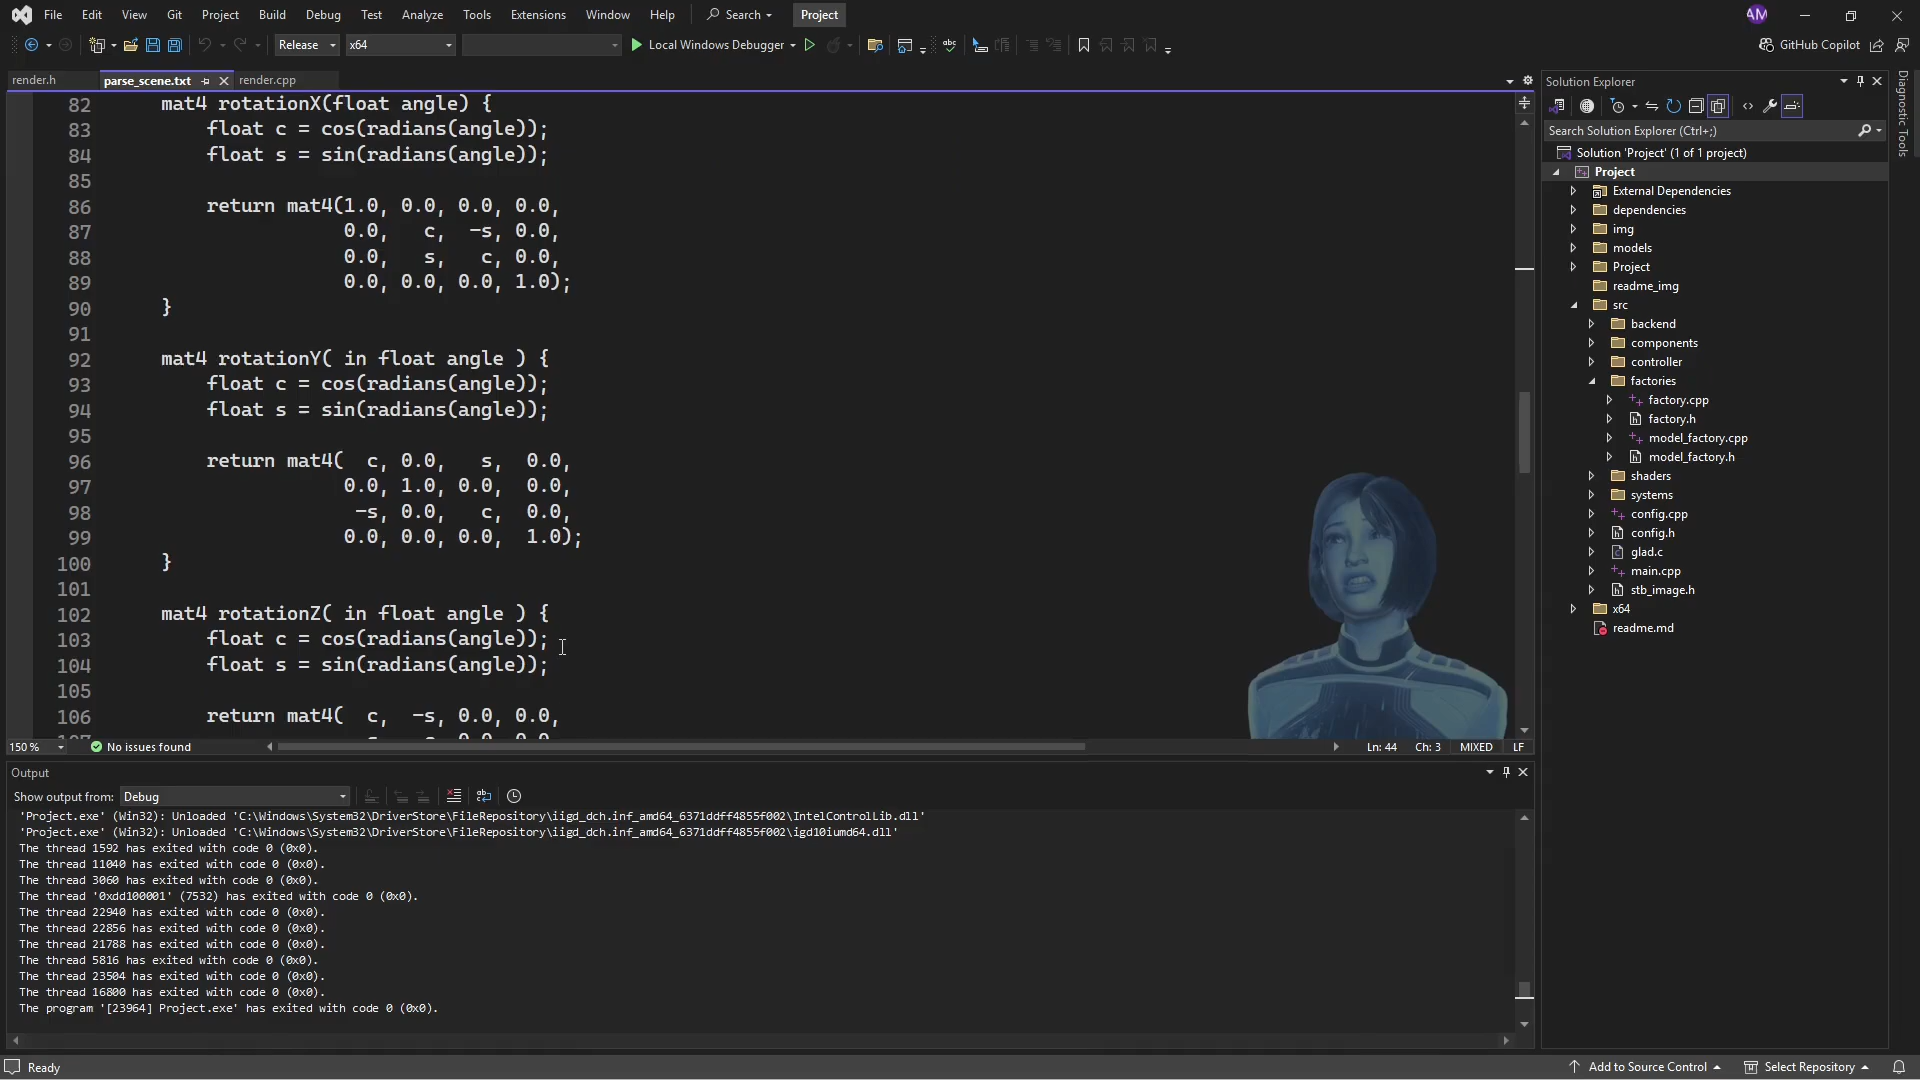 File Edit View Git Project Build Debug Test Analyze Tools Extensions Window Help Search Project AM
Release x64 Local Windows Debugger abc GitHub Copilot
render.h parse_scene.txt render.cpp
82 mat4 rotationX(float angle) {
83 float c = cos(radians(angle));
84 float s = sin(radians(angle));
85
86 return mat4(1.0, 0.0, 0.0, 0.0,
87 0.0, c, -s, 0.0,
88 0.0, s, c, 0.0,
89 0.0, 0.0, 0.0, 1.0);
90 }
91
92 mat4 rotationY( in float angle ) {
93 float c = cos(radians(angle));
94 float s = sin(radians(angle));
95
96 return mat4( c, 0.0, s, 0.0,
97 0.0, 1.0, 0.0, 0.0,
98 -s, 0.0, c, 0.0,
99 0.0, 0.0, 0.0, 1.0);
100 }
101
102 mat4 rotationZ( in float angle ) {
103 float c = cos(radians(angle));
104 float s = sin(radians(angle));
105
106 return mat4( c, -s, 0.0, 0.0,
150 % No issues found Ln: 44 Ch: 3 MIXED LF
Output
Show output from: Debug
'Project.exe' (Win32): Unloaded 'C:\Windows\System32\DriverStore\FileRepository\iigd_dch.inf_amd64_6371ddff4855f002\IntelControlLib.dll'
'Project.exe' (Win32): Unloaded 'C:\Windows\System32\DriverStore\FileRepository\iigd_dch.inf_amd64_6371ddff4855f002\igd10iumd64.dll'
The thread 1592 has exited with code 0 (0x0).
The thread 11040 has exited with code 0 (0x0).
The thread 3060 has exited with code 0 (0x0).
The thread '0xdd100001' (7532) has exited with code 0 (0x0).
The thread 22940 has exited with code 0 (0x0).
The thread 22856 has exited with code 0 (0x0).
The thread 21788 has exited with code 0 (0x0).
The thread 5816 has exited with code 0 (0x0).
The thread 23504 has exited with code 0 (0x0).
The thread 16800 has exited with code 0 (0x0).
The program '[23964] Project.exe' has exited with code 0 (0x0).
Solution Explorer
Search Solution Explorer (Ctrl+;)
Solution 'Project' (1 of 1 project)
Project
External Dependencies
dependencies
img
models
Project
readme_img
src
backend
components
controller
factories
factory.cpp
factory.h
model_factory.cpp
model_factory.h
shaders
systems
config.cpp
config.h
glad.c
main.cpp
stb_image.h
x64
readme.md
Diagnostic Tools
Ready Add to Source Control Select Repository